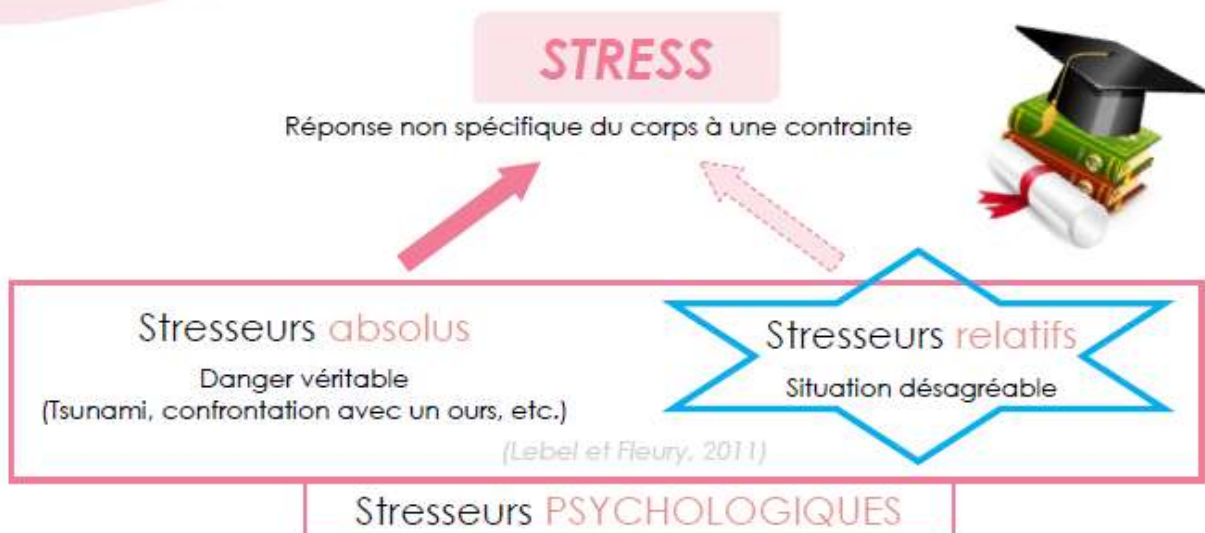 STRESS
Réponse non spécifique du corps à une contrainte
Stresseurs absolus
Danger véritable
(Tsunami, confrontation avec un ours, etc.)
Stresseurs relatifs
Situation désagréable
(Lebel et Fleury, 2011)
Stresseurs PSYCHOLOGIQUES